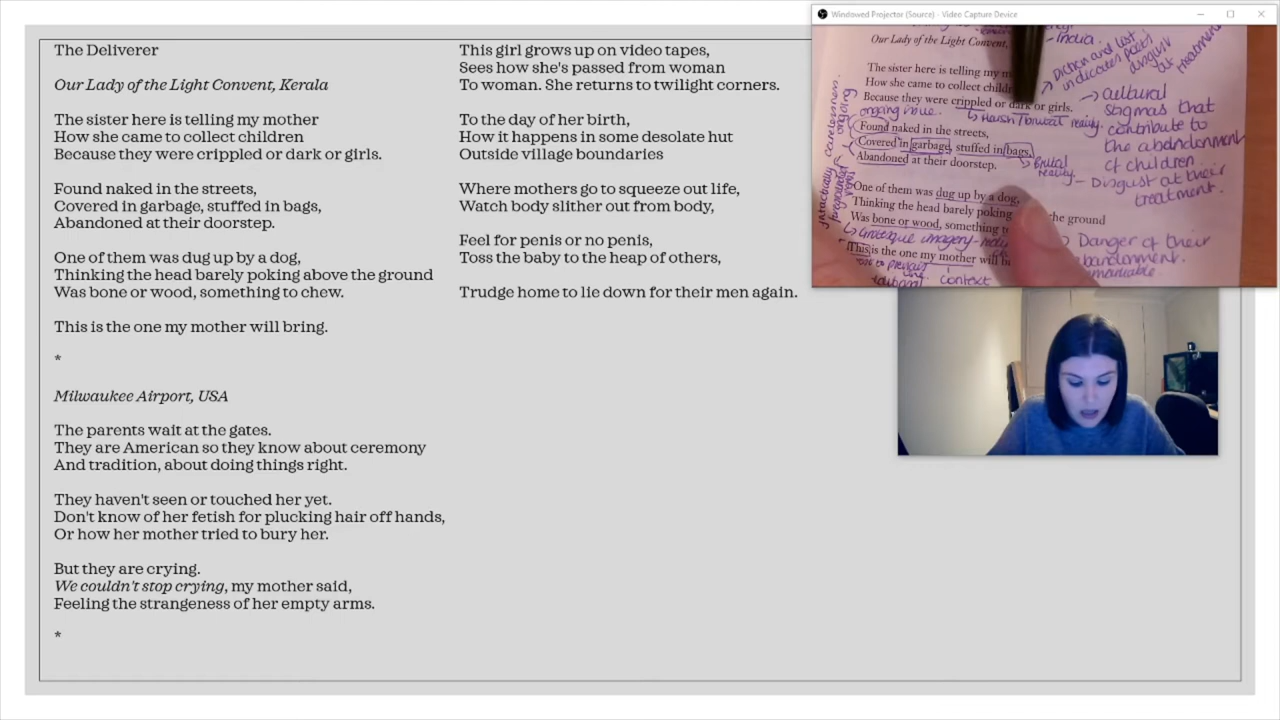 The Deliverer
Our Lady of the Light Convent, Kerala
The sister here is telling my mother
How she came to collect children
Because they were crippled or dark or girls.
Found naked in the streets,
Covered in garbage, stuffed in bags,
Abandoned at their doorstep.
One of them was dug up by a dog,
Thinking the head barely poking above the ground
Was bone or wood, something to chew.
This is the one my mother will bring.
*
Milwaukee Airport, USA
The parents wait at the gates.
They are American so they know about ceremony
And tradition, about doing things right.
They haven't seen or touched her yet.
Don't know of her fetish for plucking hair off hands,
Or how her mother tried to bury her.
But they are crying.
We couldn't stop crying, my mother said,
Feeling the strangeness of her empty arms.
*
This girl grows up on video tapes,
Sees how she's passed from woman
To woman. She returns to twilight corners.
To the day of her birth,
How it happens in some desolate hut
Outside village boundaries
Where mothers go to squeeze out life,
Watch body slither out from body,
Feel for penis or no penis,
Toss the baby to the heap of others,
Trudge home to lie down for their men again.
Windowed Projector (Source) - Video Capture Device
Our Lady of the Light Convent,
- India.
Diction and list
indicates poet's
disgust
at
treatment
The sister here is telling my m
How she came to collect child
Because they were crippled or dark or girls.
ongoing issue.
Harsh / brutal reality.
Found naked in the streets,
Covered in garbage, stuffed in bags,
Abandoned at their doorstep.
Brutal
reality
→ cultural
stigmas that
contribute to
the abandonment
of children.
- Disgust at their
treatment.
One of them was dug up by a dog,
Thinking the head barely poking the ground
Was bone or wood, something t
Grotesque imagery
This is the one my mother will b
context
Danger of their
abandonment.